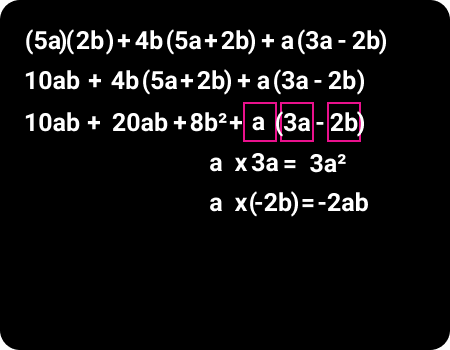 (5a)(2b) + 4b(5a+2b) + a(3a - 2b)
10ab + 4b(5a+2b) + a(3a - 2b)
10ab + 20ab + 8b² + a (3a - 2b)
a x 3a = 3a²
a x(-2b)=-2ab